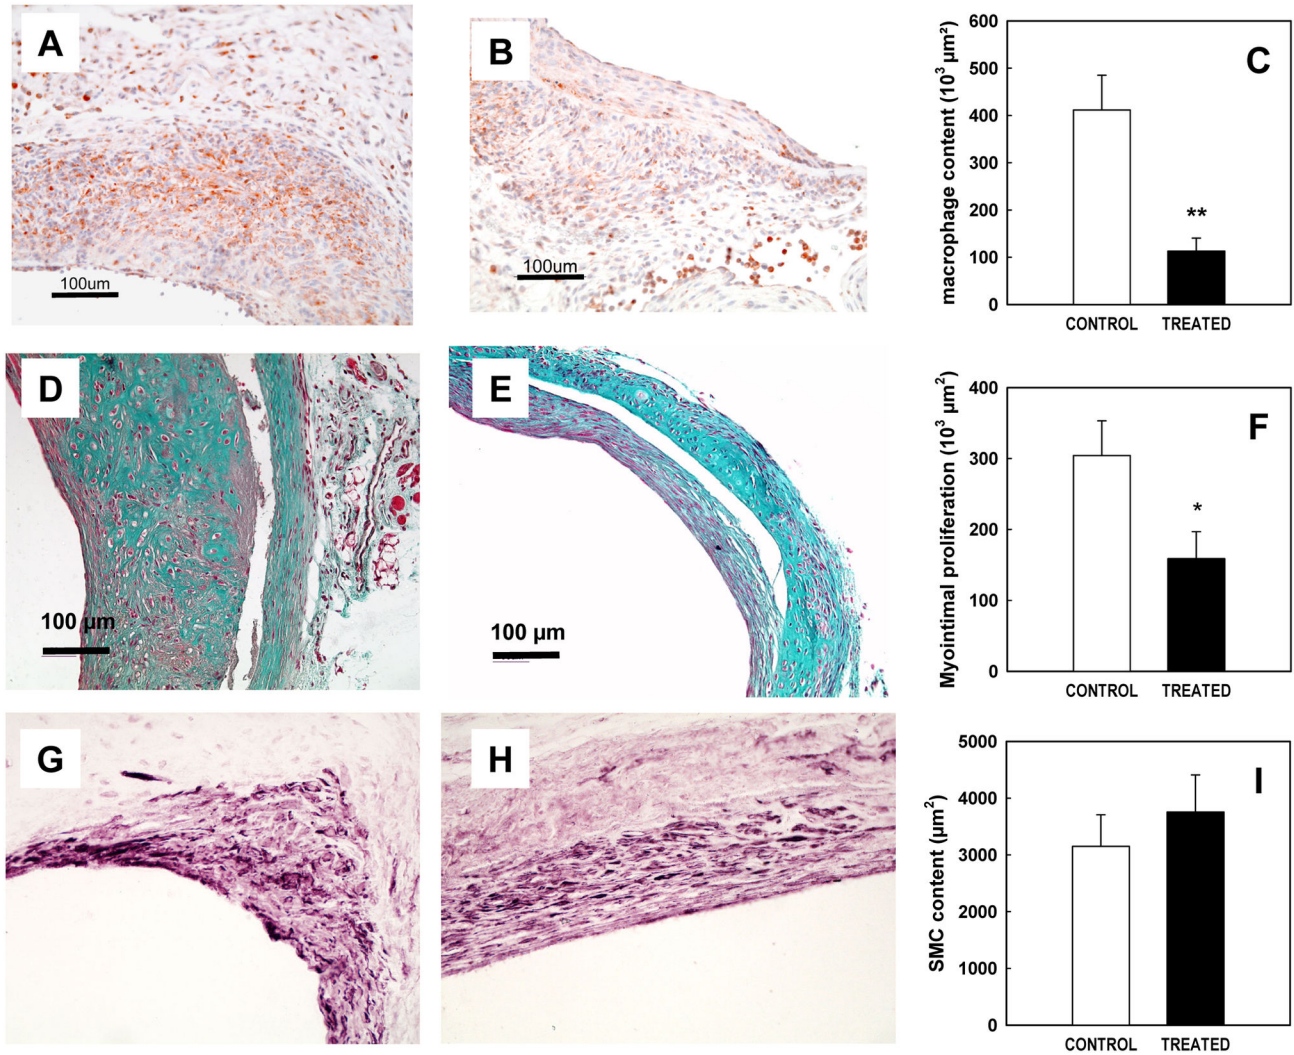 A
100um
B
100um
C
macrophage content (10³ µm²)
600
500
400
300
200
100
0
**
CONTROL TREATED
D
100 µm
E
100 µm
F
Myointimal proliferation (10³ µm²)
400
300
200
100
0
*
CONTROL TREATED
G
H
I
SMC content (µm²)
5000
4000
3000
2000
1000
0
CONTROL TREATED